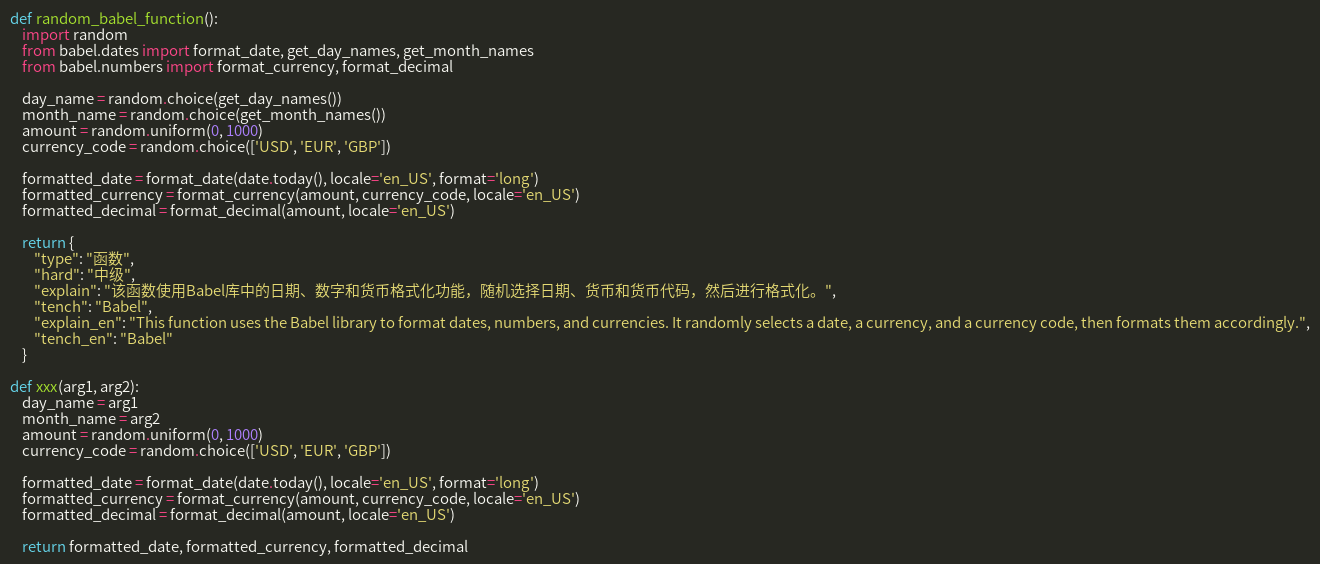 def random_babel_function():
    import random
    from babel.dates import format_date, get_day_names, get_month_names
    from babel.numbers import format_currency, format_decimal

    day_name = random.choice(get_day_names())
    month_name = random.choice(get_month_names())
    amount = random.uniform(0, 1000)
    currency_code = random.choice(['USD', 'EUR', 'GBP'])

    formatted_date = format_date(date.today(), locale='en_US', format='long')
    formatted_currency = format_currency(amount, currency_code, locale='en_US')
    formatted_decimal = format_decimal(amount, locale='en_US')

    return {
        "type": "函数",
        "hard": "中级",
        "explain": "该函数使用Babel库中的日期、数字和货币格式化功能，随机选择日期、货币和货币代码，然后进行格式化。",
        "tench": "Babel",
        "explain_en": "This function uses the Babel library to format dates, numbers, and currencies. It randomly selects a date, a currency, and a currency code, then formats them accordingly.",
        "tench_en": "Babel"
    }

def xxx(arg1, arg2):
    day_name = arg1
    month_name = arg2
    amount = random.uniform(0, 1000)
    currency_code = random.choice(['USD', 'EUR', 'GBP'])

    formatted_date = format_date(date.today(), locale='en_US', format='long')
    formatted_currency = format_currency(amount, currency_code, locale='en_US')
    formatted_decimal = format_decimal(amount, locale='en_US')

    return formatted_date, formatted_currency, formatted_decimal